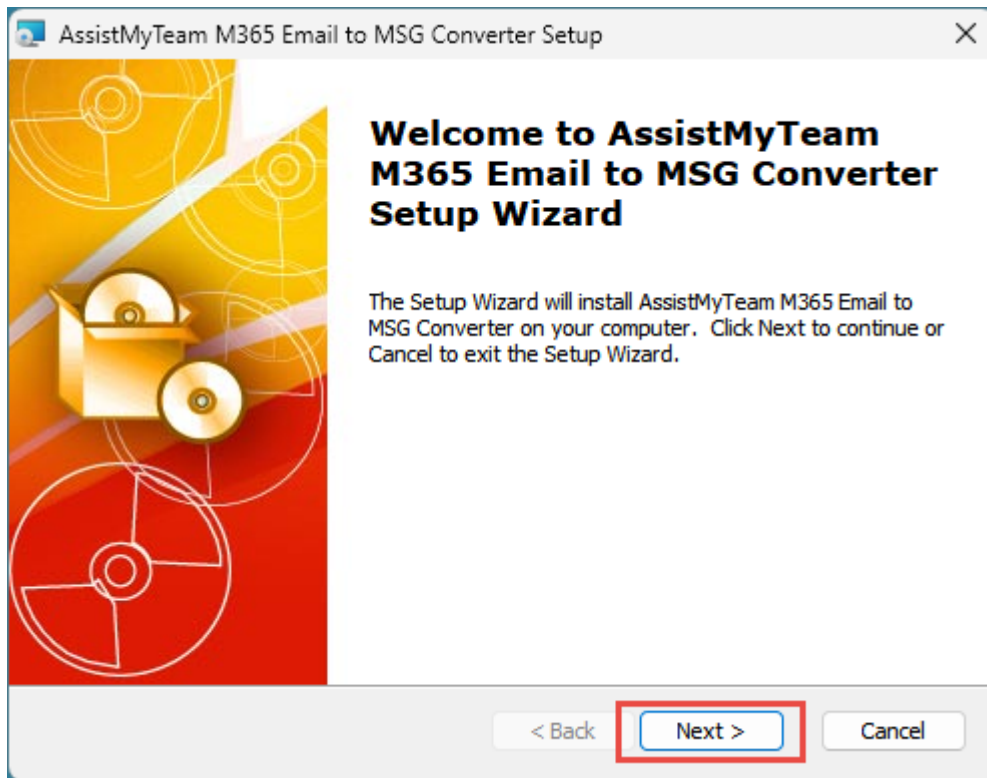 AssistMyTeam M365 Email to MSG Converter Setup
Welcome to AssistMyTeam
M365 Email to MSG Converter
Setup Wizard
The Setup Wizard will install AssistMyTeam M365 Email to
MSG Converter on your computer.  Click Next to continue or
Cancel to exit the Setup Wizard.
< Back
Next >
Cancel